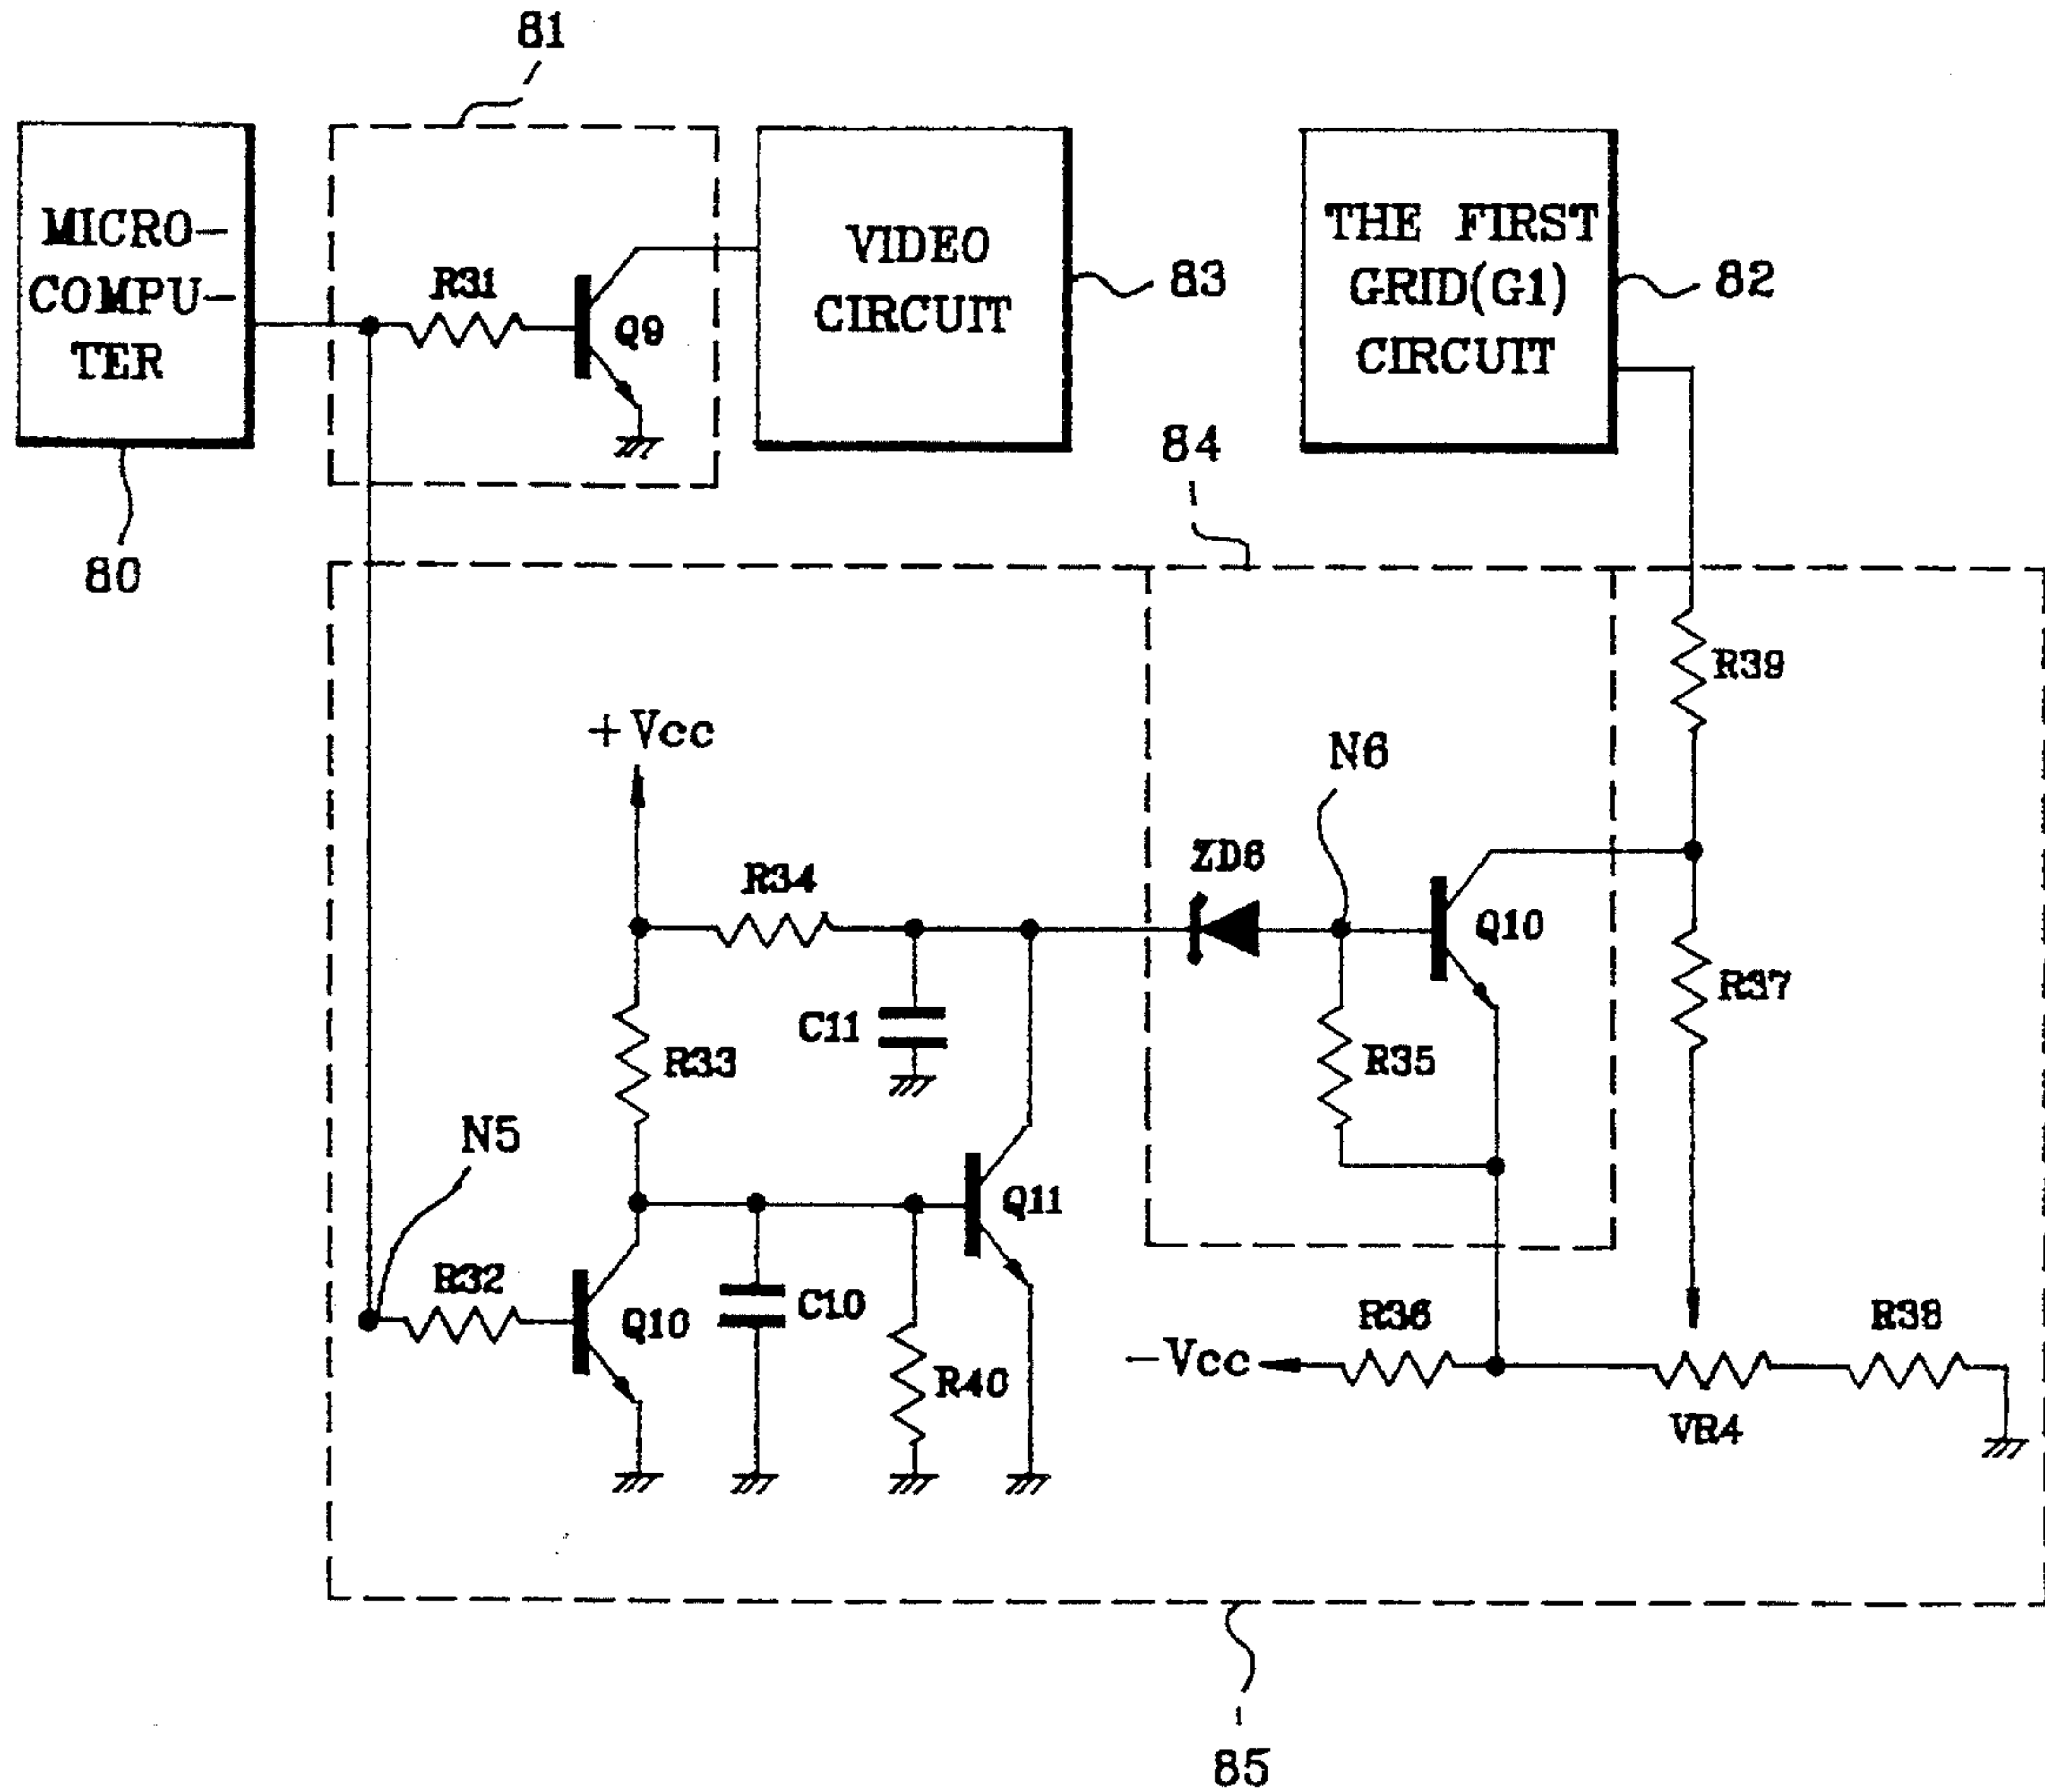 81
MICRO-
COMPU-
TER
R31
Q9
VIDEO
CIRCUIT
83
THE FIRST
GRID(G1)
CIRCUIT
82
80
84
R39
+Vcc
N6
R34
ZD6
Q10
R37
C11
R33
R35
N5
Q11
R32
Q10
C10
R40
-Vcc
R36
R38
VR4
85